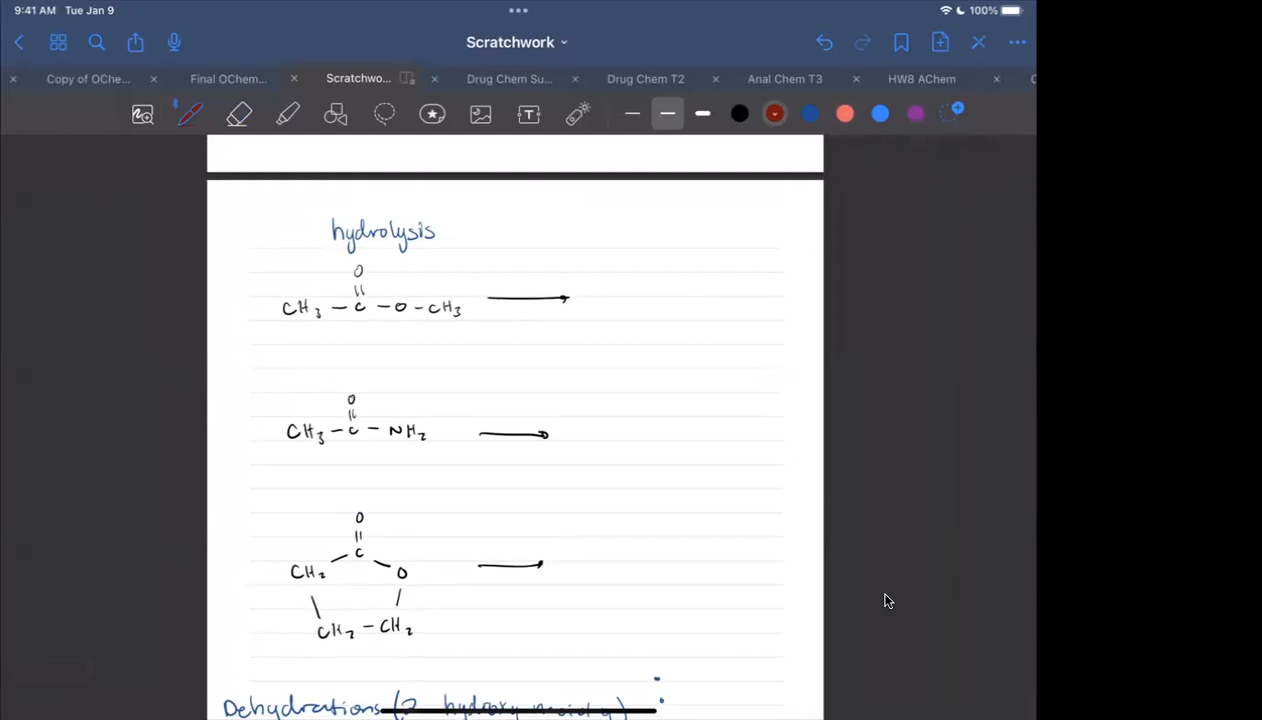 9:41 AM Tue Jan 9
100%
Scratchwork
Copy of OChe...
Final OChem...
Scratchwo...
Drug Chem Su...
Drug Chem T2
Anal Chem T3
HW8 AChem
hydrolysis
O
CH₃ - C - O - CH₃
O
CH₃ - C - NH₂
O
C
CH₂ O
CH₂ - CH₂
Dehydrations